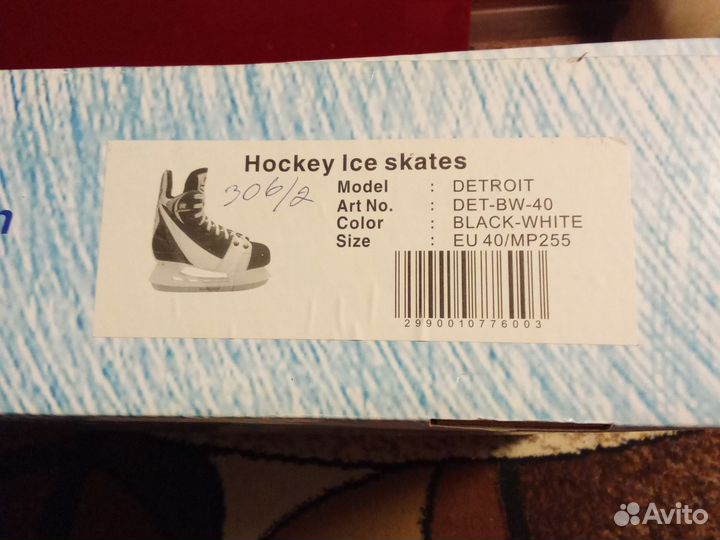 Hockey Ice skates
306/2
Model : DETROIT
Art No. : DET-BW-40
Color : BLACK-WHITE
Size : EU 40/MP255
2990010776003
Avito